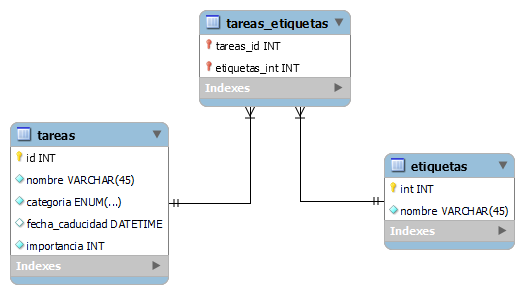 tareas_etiquetas
tareas_id INT
etiquetas_int INT
Indexes
tareas
id INT
nombre VARCHAR(45)
categoria ENUM(...)
fecha_caducidad DATETIME
importancia INT
Indexes
etiquetas
int INT
nombre VARCHAR(45)
Indexes